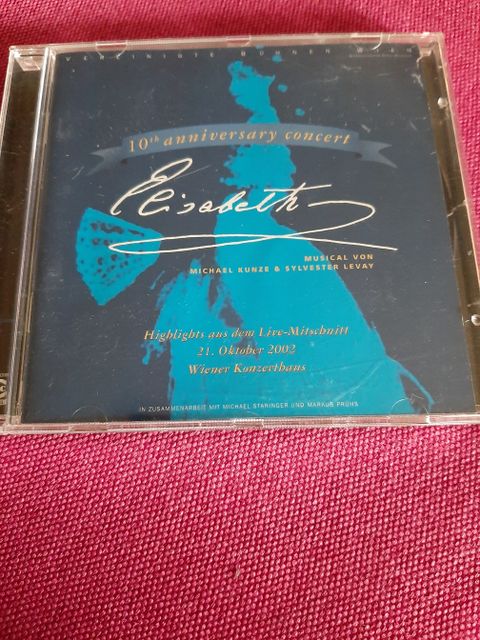 VEREINIGTE BÜHNEN WIEN
10th anniversary concert
Elisabeth
MUSICAL VON
MICHAEL KUNZE & SYLVESTER LEVAY
Highlights aus dem Live-Mitschnitt
21. Oktober 2002
Wiener Konzerthaus
IN ZUSAMMENARBEIT MIT MICHAEL STARINGER UND MARKUS PRÜHS